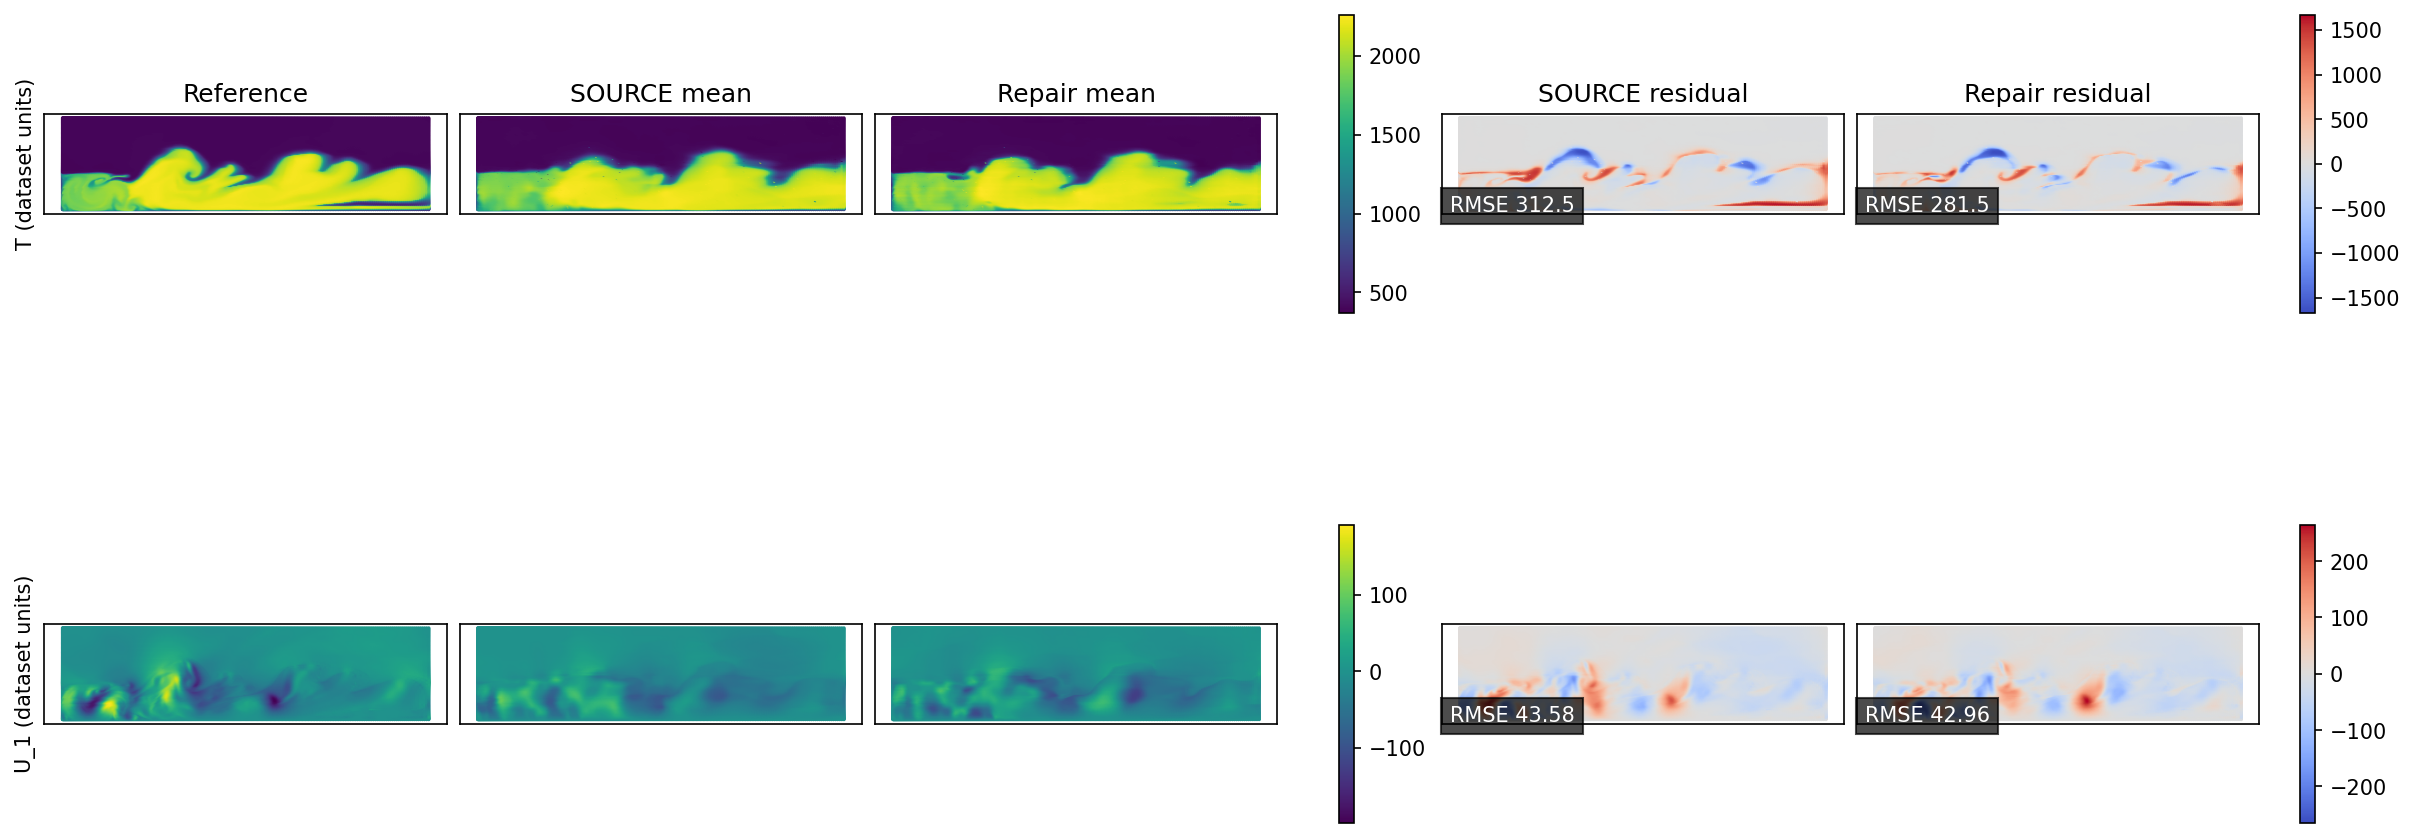 Reference
SOURCE mean
Repair mean
SOURCE residual
Repair residual
T (dataset units)
2000
1500
1000
500
RMSE 312.5
RMSE 281.5
1500
1000
500
0
−500
−1000
−1500
U_1 (dataset units)
100
0
−100
RMSE 43.58
RMSE 42.96
200
100
0
−100
−200